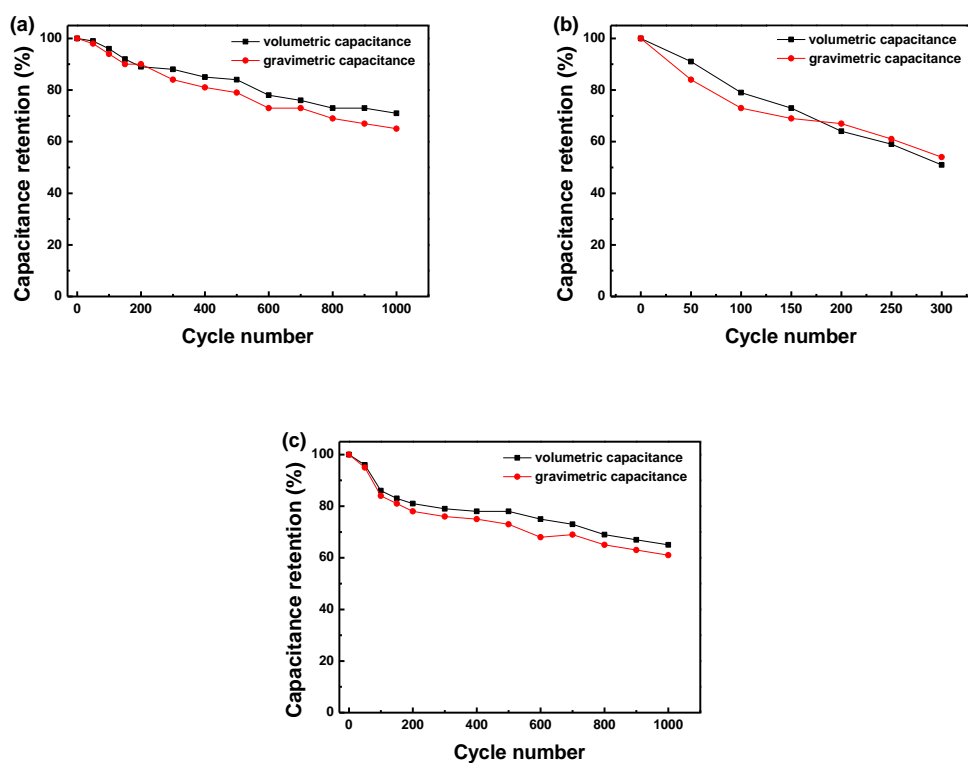 (a)
volumetric capacitance
gravimetric capacitance
Capacitance retention (%)
100
80
60
40
20
0
0 200 400 600 800 1000
Cycle number
(b)
volumetric capacitance
gravimetric capacitance
Capacitance retention (%)
100
80
60
40
20
0
0 50 100 150 200 250 300
Cycle number
(c)
volumetric capacitance
gravimetric capacitance
Capacitance retention (%)
100
80
60
40
20
0
0 200 400 600 800 1000
Cycle number